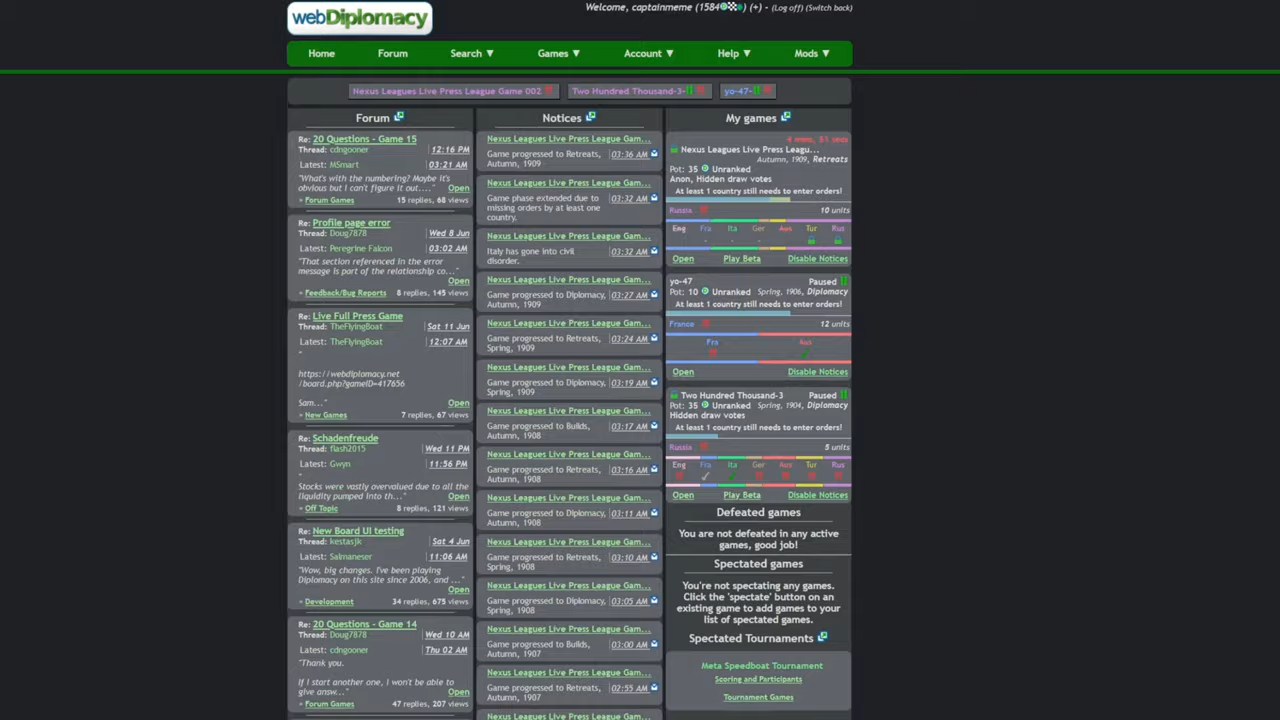 webDiplomacy
Welcome, captainmeme (1584) (+) - (Log off) (Switch back)
Home
Forum
Search ▼
Games ▼
Account ▼
Help ▼
Mods ▼
Nexus Leagues Live Press League Game 002
Two Hundred Thousand-3-
yo-47-
Forum
Re: 20 Questions - Game 15
Thread: cdngooner 12:16 PM
Latest: MSmart 03:21 AM
"What's with the numbering? Maybe it's
obvious but I can't figure it out...." Open
» Forum Games 15 replies, 68 views
Re: Profile page error
Thread: Doug7878 Wed 8 Jun
Latest: Peregrine Falcon 03:02 AM
"That section referenced in the error
message is part of the relationship co..."
Open
» Feedback/Bug Reports 8 replies, 145 views
Re: Live Full Press Game
Thread: TheFlyingBoat Sat 11 Jun
Latest: TheFlyingBoat 12:07 AM
"
https://webdiplomacy.net
/board.php?gameID=417656
Sam..." Open
» New Games 7 replies, 67 views
Re: Schadenfreude
Thread: flash2015 Wed 11 PM
Latest: Gwyn 11:56 PM
"
Stocks were vastly overvalued due to all the
liquidity pumped into th..." Open
» Off Topic 8 replies, 121 views
Re: New Board UI testing
Thread: kestasjk Sat 4 Jun
Latest: Salmaneser 11:06 AM
"Wow, big changes. I've been playing
Diplomacy on this site since 2006, and ..."
Open
» Development 34 replies, 675 views
Re: 20 Questions - Game 14
Thread: Doug7878 Wed 10 AM
Latest: cdngooner Thu 02 AM
"Thank you.
If I start another one, I won't be able to
give answ..." Open
» Forum Games 47 replies, 207 views
Notices
Nexus Leagues Live Press League Gam...
Game progressed to Retreats, 03:36 AM
Autumn, 1909
Nexus Leagues Live Press League Gam...
Game phase extended due to
missing orders by at least one 03:32 AM
country.
Nexus Leagues Live Press League Gam...
Italy has gone into civil 03:32 AM
disorder.
Nexus Leagues Live Press League Gam...
Game progressed to Diplomacy, 03:27 AM
Autumn, 1909
Nexus Leagues Live Press League Gam...
Game progressed to Retreats, 03:24 AM
Spring, 1909
Nexus Leagues Live Press League Gam...
Game progressed to Diplomacy, 03:19 AM
Spring, 1909
Nexus Leagues Live Press League Gam...
Game progressed to Builds, 03:17 AM
Autumn, 1908
Nexus Leagues Live Press League Gam...
Game progressed to Retreats, 03:16 AM
Autumn, 1908
Nexus Leagues Live Press League Gam...
Game progressed to Diplomacy, 03:11 AM
Autumn, 1908
Nexus Leagues Live Press League Gam...
Game progressed to Retreats, 03:10 AM
Spring, 1908
Nexus Leagues Live Press League Gam...
Game progressed to Diplomacy, 03:05 AM
Spring, 1908
Nexus Leagues Live Press League Gam...
Game progressed to Builds, 03:00 AM
Autumn, 1907
Nexus Leagues Live Press League Gam...
Game progressed to Retreats, 02:55 AM
Autumn, 1907
Nexus Leagues Live Press League Gam...
My games
4 mins, 51 secs
Nexus Leagues Live Press Leagu...
Autumn, 1909, Retreats
Pot: 35 Unranked
Anon, Hidden draw votes
At least 1 country still needs to enter orders!
Russia 10 units
Eng Fra Ita Ger Aus Tur Rus
- - -
Open Play Beta Disable Notices
yo-47 Paused
Pot: 10 Unranked Spring, 1906, Diplomacy
At least 1 country still needs to enter orders!
France 12 units
Fra Aus
Open Disable Notices
Two Hundred Thousand-3 Paused
Pot: 35 Unranked Spring, 1904, Diplomacy
Hidden draw votes
At least 1 country still needs to enter orders!
Russia 5 units
Eng Fra Ita Ger Aus Tur Rus
Open Play Beta Disable Notices
Defeated games
You are not defeated in any active
games, good job!
Spectated games
You're not spectating any games.
Click the 'spectate' button on an
existing game to add games to your
list of spectated games.
Spectated Tournaments
Meta Speedboat Tournament
Scoring and Participants
Tournament Games